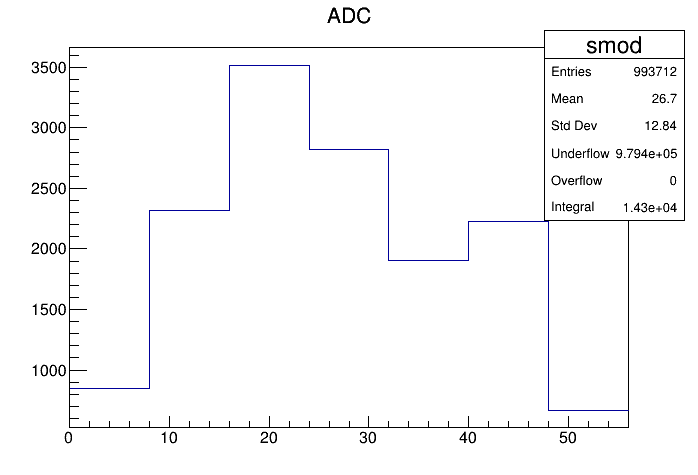 ADC
smod
Entries 993712
Mean 26.7
Std Dev 12.84
Underflow 9.794e+05
Overflow 0
Integral 1.43e+04
3500
3000
2500
2000
1500
1000
0 10 20 30 40 50